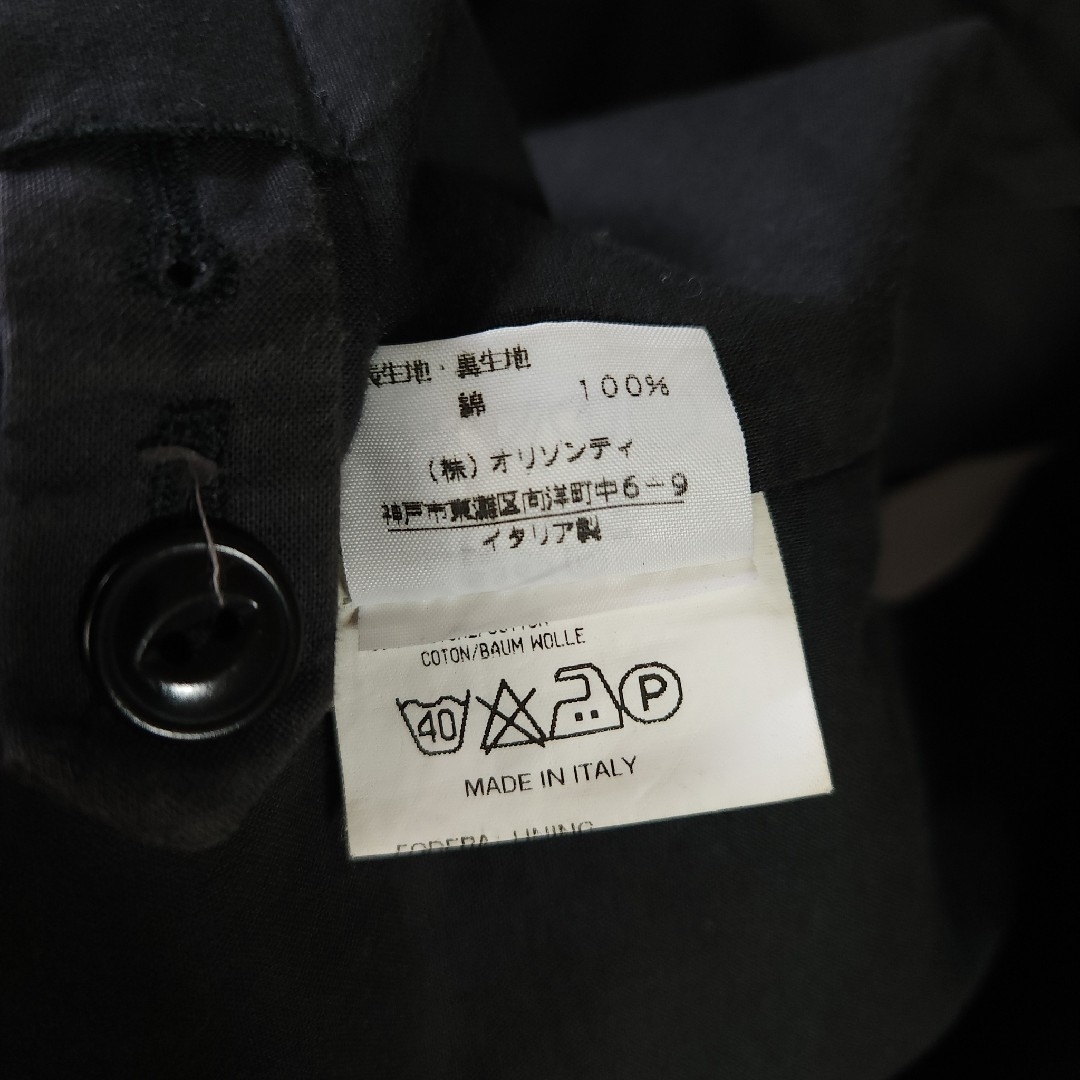 表生地・裏生地
綿 100%
(株)オリゾンティ
神戸市東灘区向洋町中6-9
イタリア製
COTON/BAUM WOLLE
40
P
MADE IN ITALY
FODERA LINING